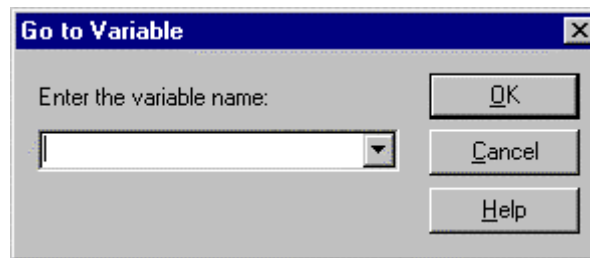 Go to Variable
Enter the variable name:
OK
Cancel
Help